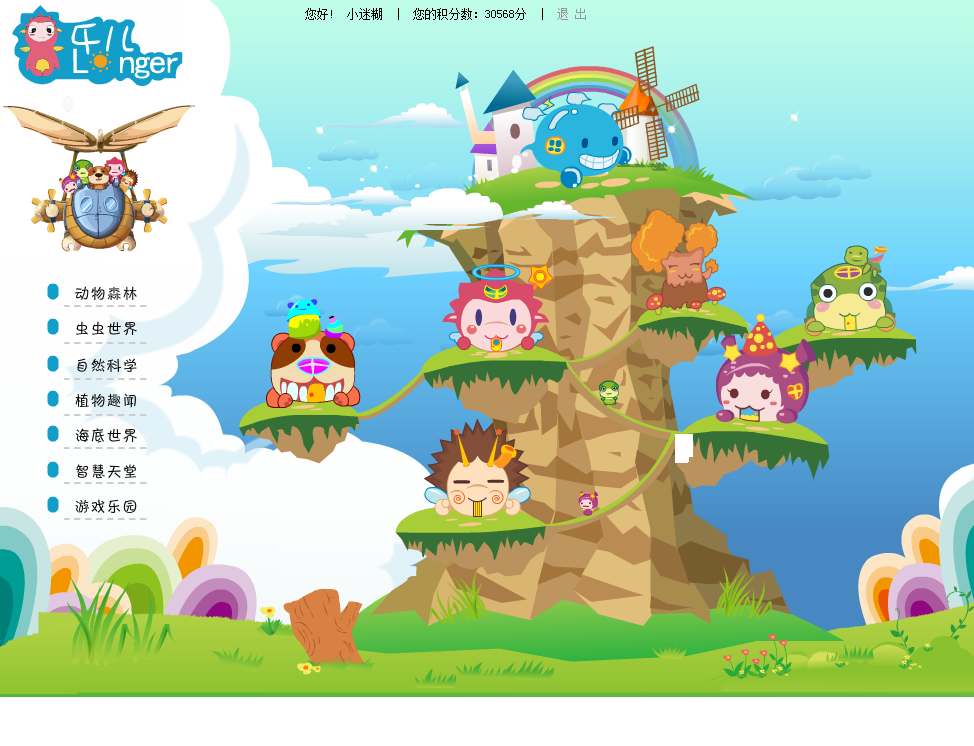 您好！ 小迷糊 | 您的积分数：30568分 | 退 出
乐儿
Longer
动物森林
虫虫世界
自然科学
植物趣闻
海底世界
智慧天堂
游戏乐园